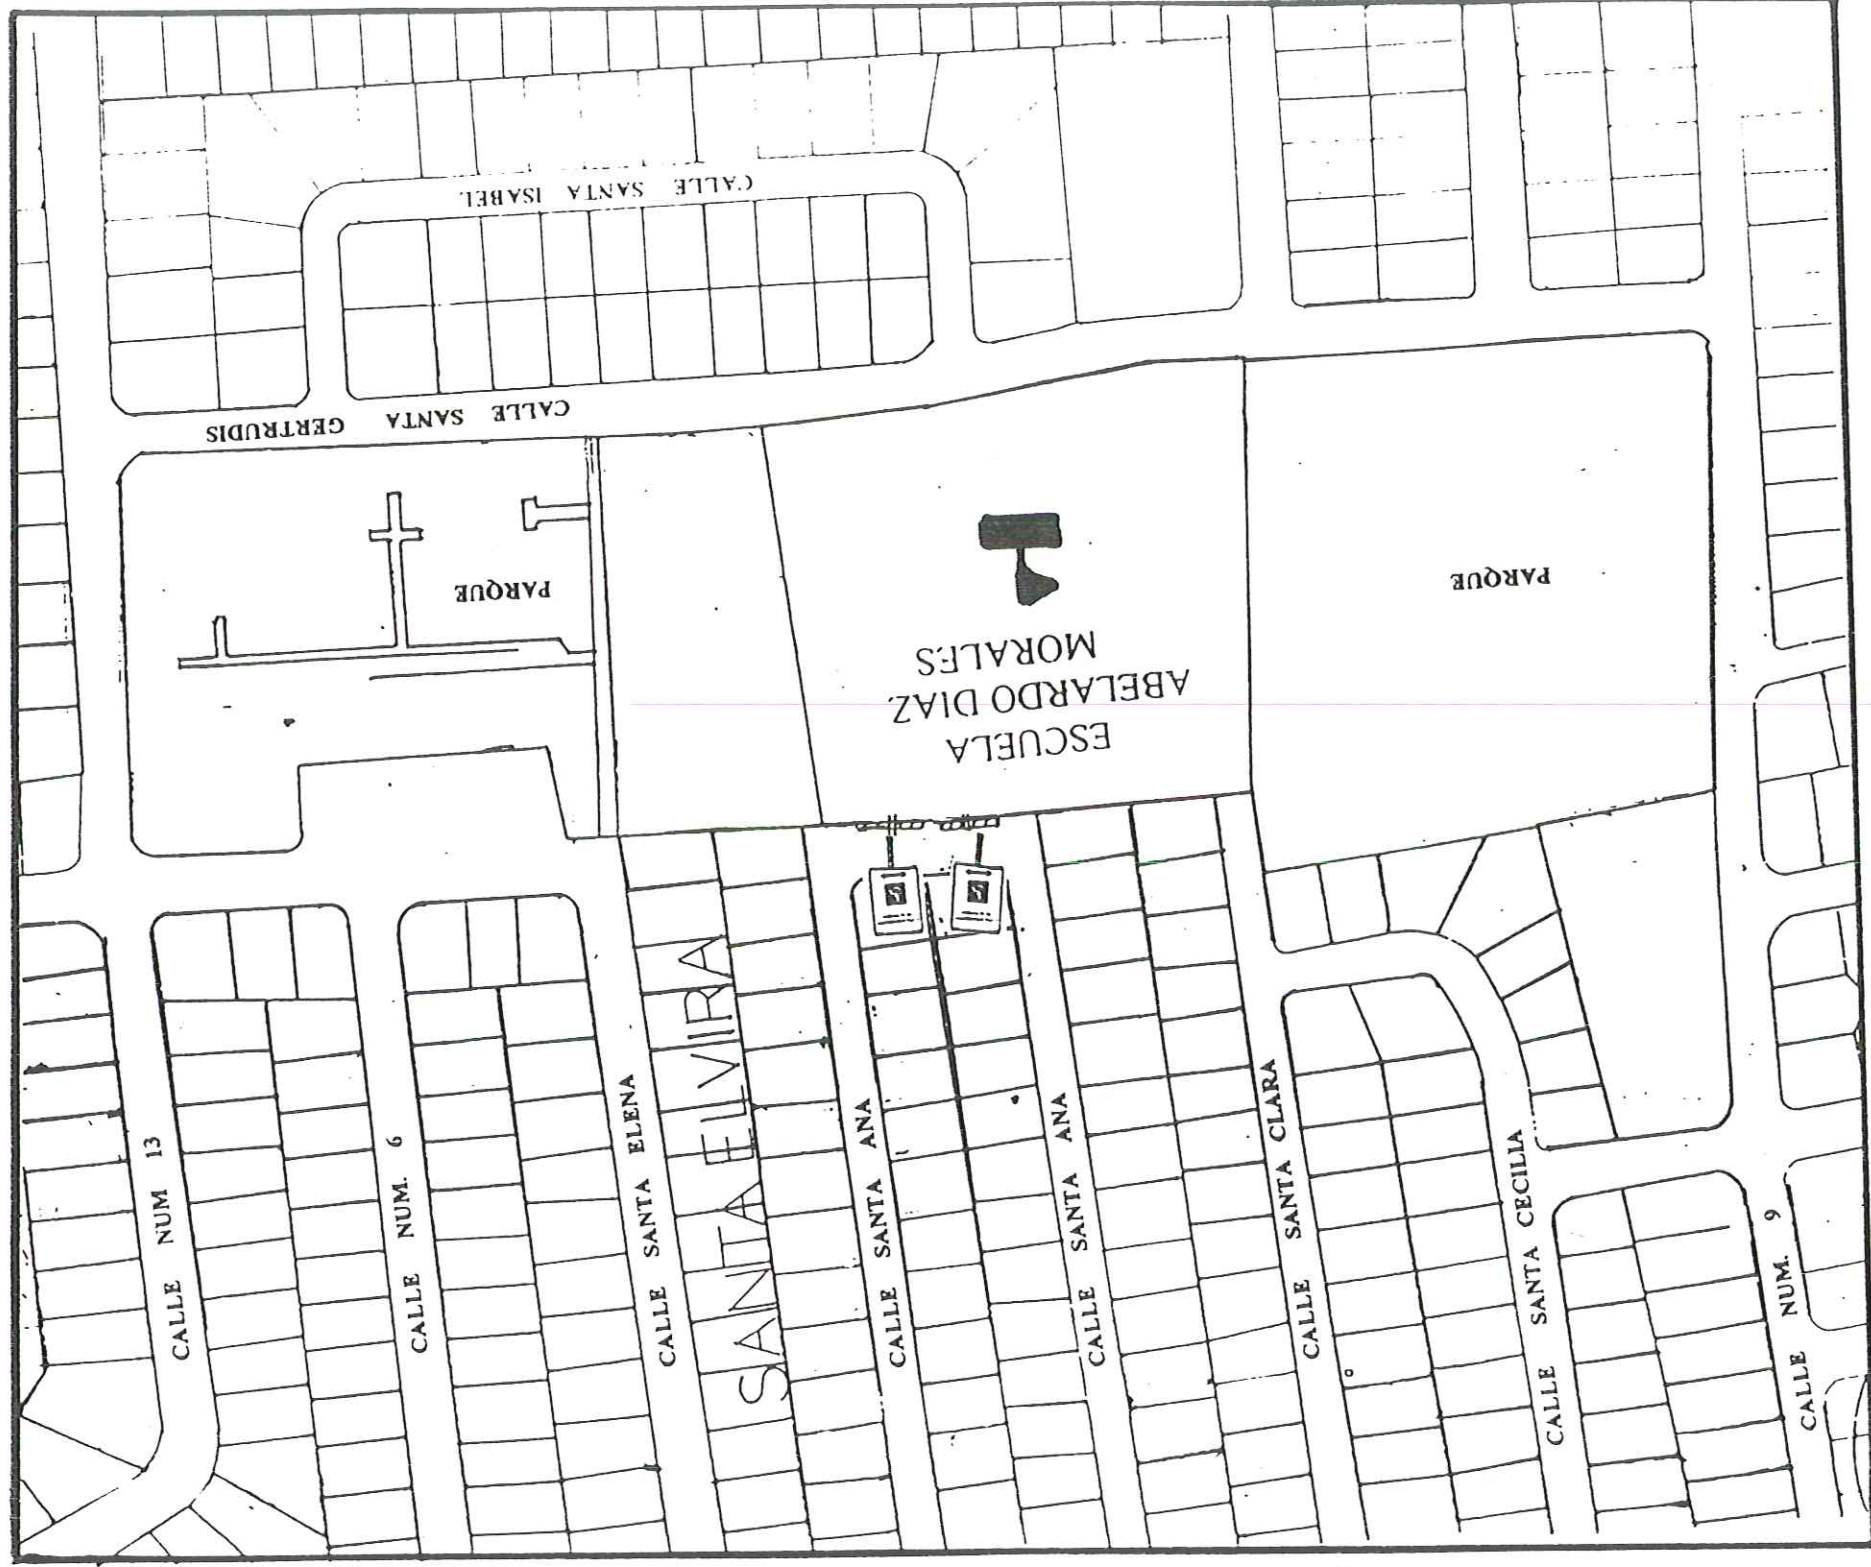 CALLE SANTA ISABEL
CALLE SANTA GERTRUDIS
PARQUE
PARQUE
ESCUELA
ABELARDO DIAZ
MORALES
SANTA ELVIRA
CALLE NUM 13
CALLE NUM. 6
CALLE SANTA ELENA
CALLE SANTA ANA
CALLE SANTA ANA
CALLE SANTA CLARA
CALLE SANTA CECILIA
CALLE NUM. 9